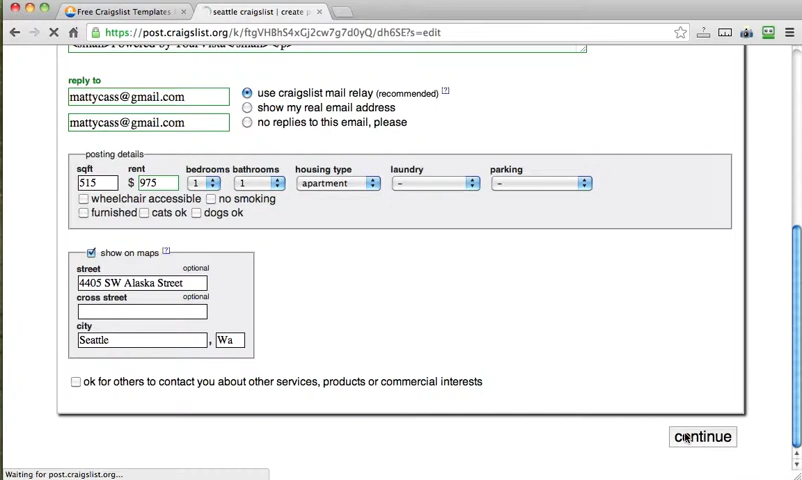 Free Craigslist Templates
seattle craigslist | create p
https://post.craigslist.org/k/ftgVHBhS4xGj2cw7g7d0yQ/dh6SE?s=edit
reply to
mattycass@gmail.com
mattycass@gmail.com
use craigslist mail relay (recommended) [?]
show my real email address
no replies to this email, please
posting details
sqft rent bedrooms bathrooms housing type laundry parking
515 $ 975 1 1 apartment - -
wheelchair accessible no smoking
furnished cats ok dogs ok
show on maps [?]
street optional
4405 SW Alaska Street
cross street optional
city
Seattle , Wa
ok for others to contact you about other services, products or commercial interests
continue
Waiting for post.craigslist.org...